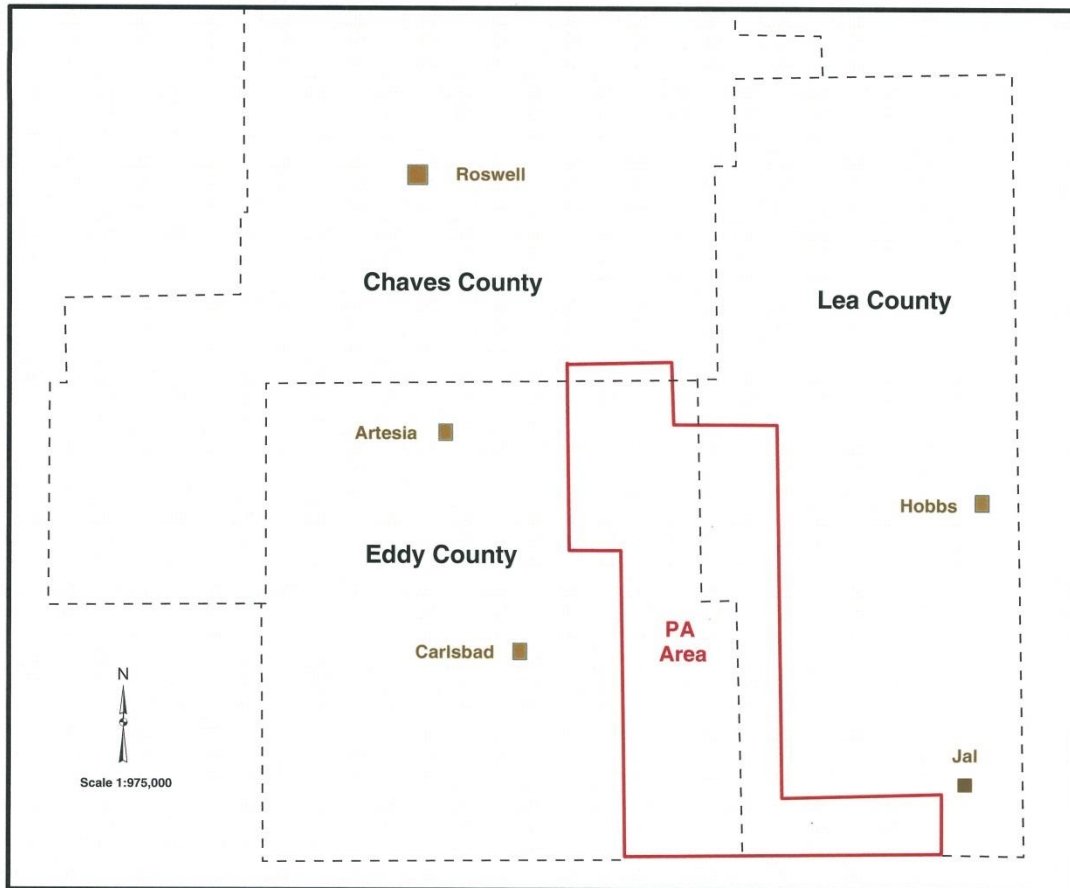 Roswell
Chaves County
Lea County
Artesia
Hobbs
Eddy County
PA
Area
Carlsbad
N
Jal
Scale 1:975,000